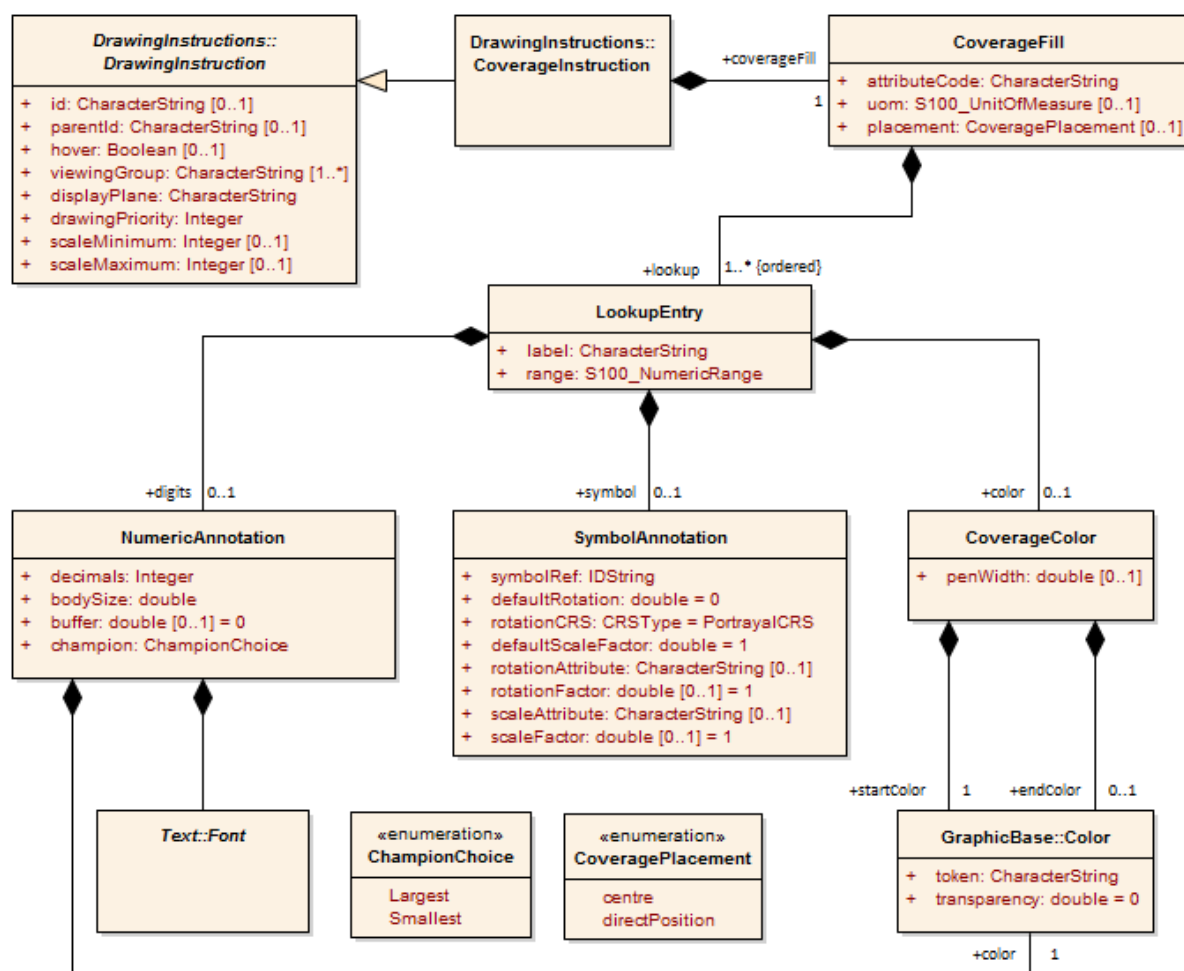 DrawingInstructions::
DrawingInstruction
+ id: CharacterString [0..1]
+ parentId: CharacterString [0..1]
+ hover: Boolean [0..1]
+ viewingGroup: CharacterString [1..*]
+ displayPlane: CharacterString
+ drawingPriority: Integer
+ scaleMinimum: Integer [0..1]
+ scaleMaximum: Integer [0..1]
DrawingInstructions::
CoverageInstruction
+coverageFill
1
CoverageFill
+ attributeCode: CharacterString
+ uom: S100_UnitOfMeasure [0..1]
+ placement: CoveragePlacement [0..1]
+lookup
1..* {ordered}
LookupEntry
+ label: CharacterString
+ range: S100_NumericRange
+digits
0..1
+symbol
0..1
+color
0..1
NumericAnnotation
+ decimals: Integer
+ bodySize: double
+ buffer: double [0..1] = 0
+ champion: ChampionChoice
SymbolAnnotation
+ symbolRef: IDString
+ defaultRotation: double = 0
+ rotationCRS: CRSType = PortrayalCRS
+ defaultScaleFactor: double = 1
+ rotationAttribute: CharacterString [0..1]
+ rotationFactor: double [0..1] = 1
+ scaleAttribute: CharacterString [0..1]
+ scaleFactor: double [0..1] = 1
CoverageColor
+ penWidth: double [0..1]
+startColor
1
+endColor
0..1
Text::Font
«enumeration»
ChampionChoice
Largest
Smallest
«enumeration»
CoveragePlacement
centre
directPosition
GraphicBase::Color
+ token: CharacterString
+ transparency: double = 0
+color
1